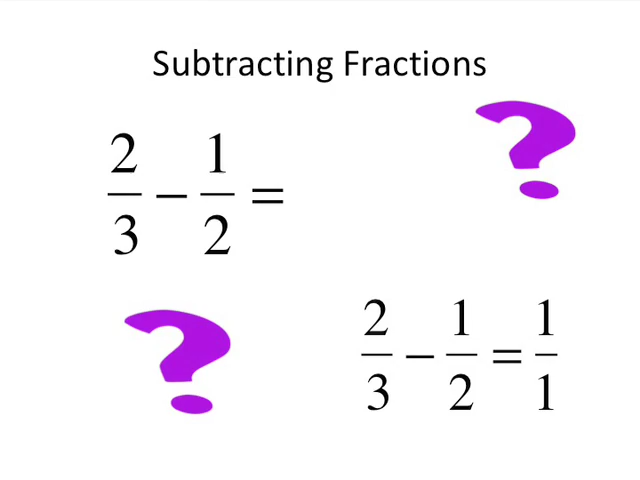 Subtracting Fractions
2/3 − 1/2 =
?
?
2/3 − 1/2 = 1/1